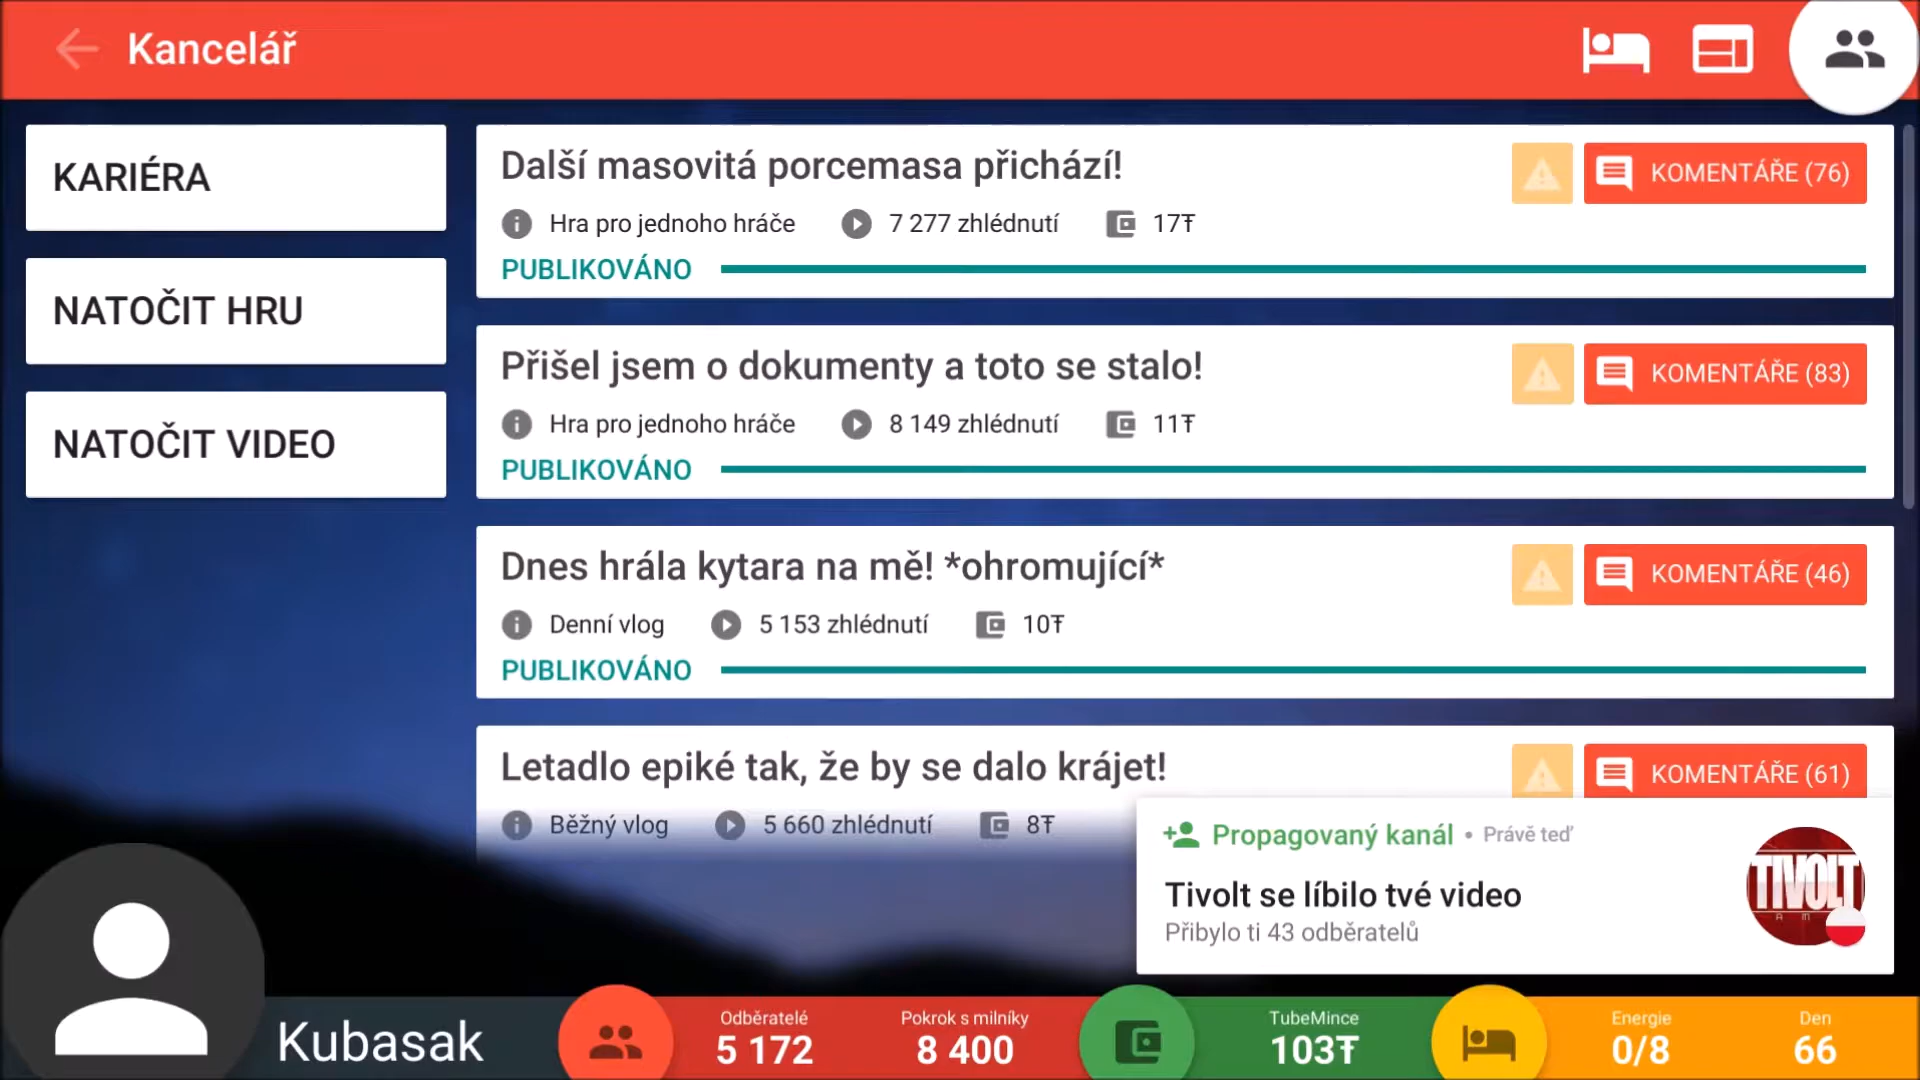 Kancelář
KARIÉRA
NATOČIT HRU
NATOČIT VIDEO
Další masovitá porcemasa přichází!
KOMENTÁŘE (76)
Hra pro jednoho hráče 7 277 zhlédnutí 17Ŧ
PUBLIKOVÁNO
Přišel jsem o dokumenty a toto se stalo!
KOMENTÁŘE (83)
Hra pro jednoho hráče 8 149 zhlédnutí 11Ŧ
PUBLIKOVÁNO
Dnes hrála kytara na mě! *ohromující*
KOMENTÁŘE (46)
Denní vlog 5 153 zhlédnutí 10Ŧ
PUBLIKOVÁNO
Letadlo epiké tak, že by se dalo krájet!
KOMENTÁŘE (61)
Běžný vlog 5 660 zhlédnutí 8Ŧ
Propagovaný kanál • Právě teď
Tivolt se líbilo tvé video
Přibylo ti 43 odběratelů
TIVOLT
Kubasak
Odběratelé
5 172
Pokrok s milníky
8 400
TubeMince
103Ŧ
Energie
0/8
Den
66